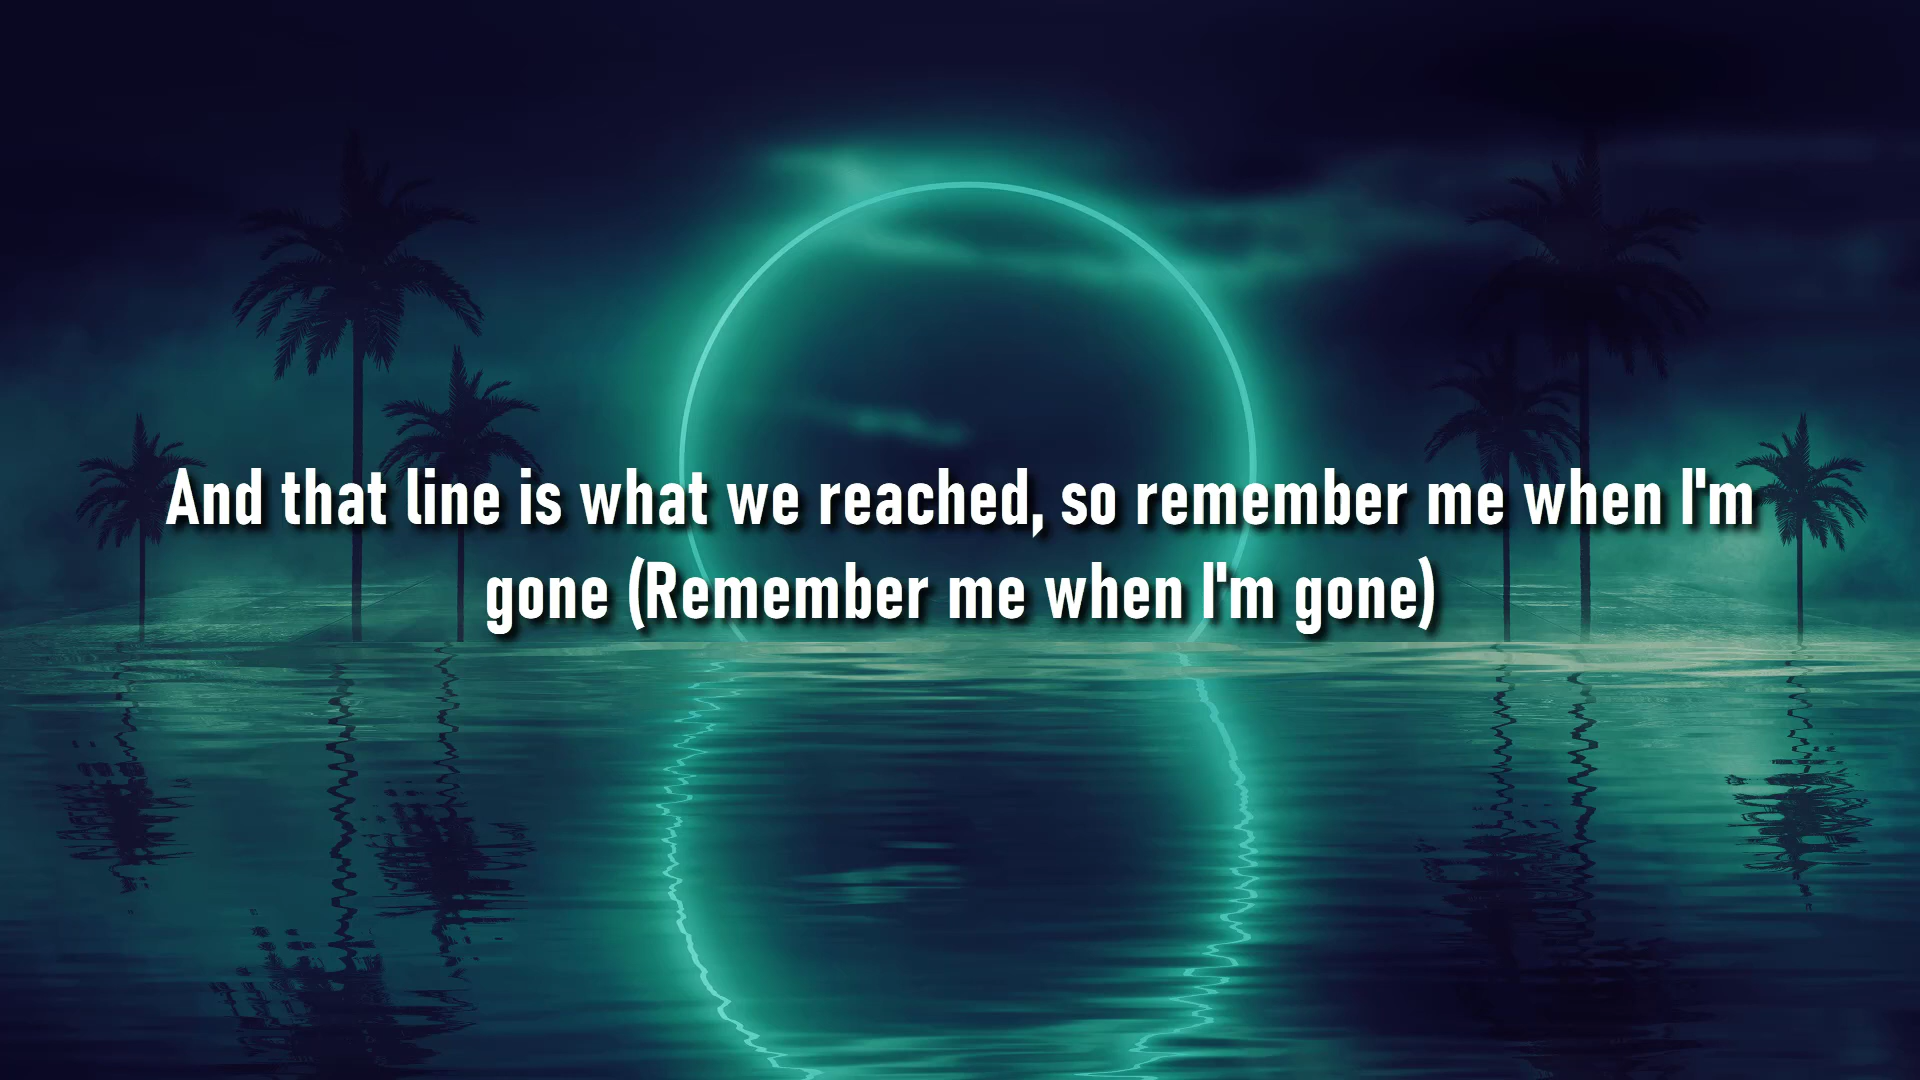 And that line is what we reached, so remember me when I'm
gone (Remember me when I'm gone)